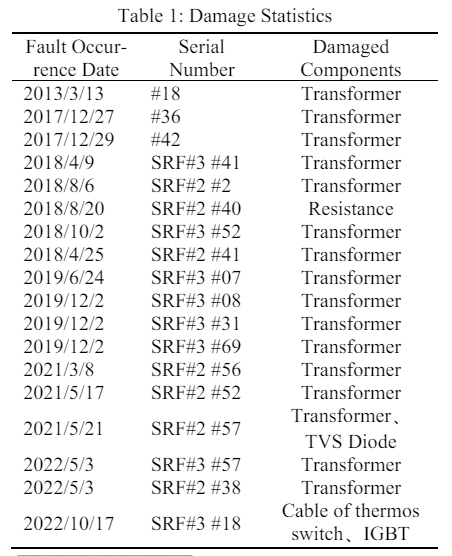 Table 1: Damage Statistics
Fault Occur-
rence Date
Serial
Number
Damaged
Components
2013/3/13 #18 Transformer
2017/12/27 #36 Transformer
2017/12/29 #42 Transformer
2018/4/9 SRF#3 #41 Transformer
2018/8/6 SRF#2 #2 Transformer
2018/8/20 SRF#2 #40 Resistance
2018/10/2 SRF#3 #52 Transformer
2018/4/25 SRF#2 #41 Transformer
2019/6/24 SRF#3 #07 Transformer
2019/12/2 SRF#3 #08 Transformer
2019/12/2 SRF#3 #31 Transformer
2019/12/2 SRF#3 #69 Transformer
2021/3/8 SRF#2 #56 Transformer
2021/5/17 SRF#2 #52 Transformer
2021/5/21 SRF#2 #57 Transformer、
TVS Diode
2022/5/3 SRF#3 #57 Transformer
2022/5/3 SRF#2 #38 Transformer
2022/10/17 SRF#3 #18 Cable of thermos
switch、IGBT